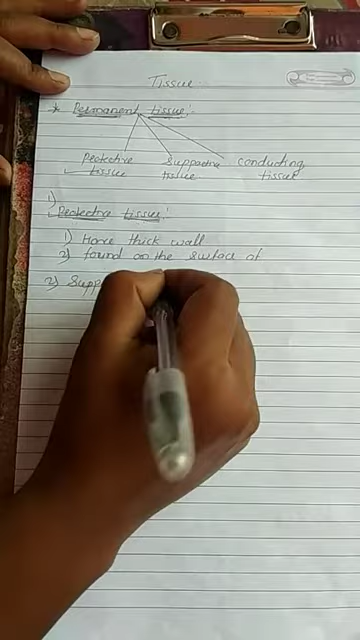 Tissue
* Permanent tissue:
Protective tissue
Supportive tissue
conducting tissue
1)
Protective tissue:
1) Have thick wall
2) found on the surface of
2) Supp